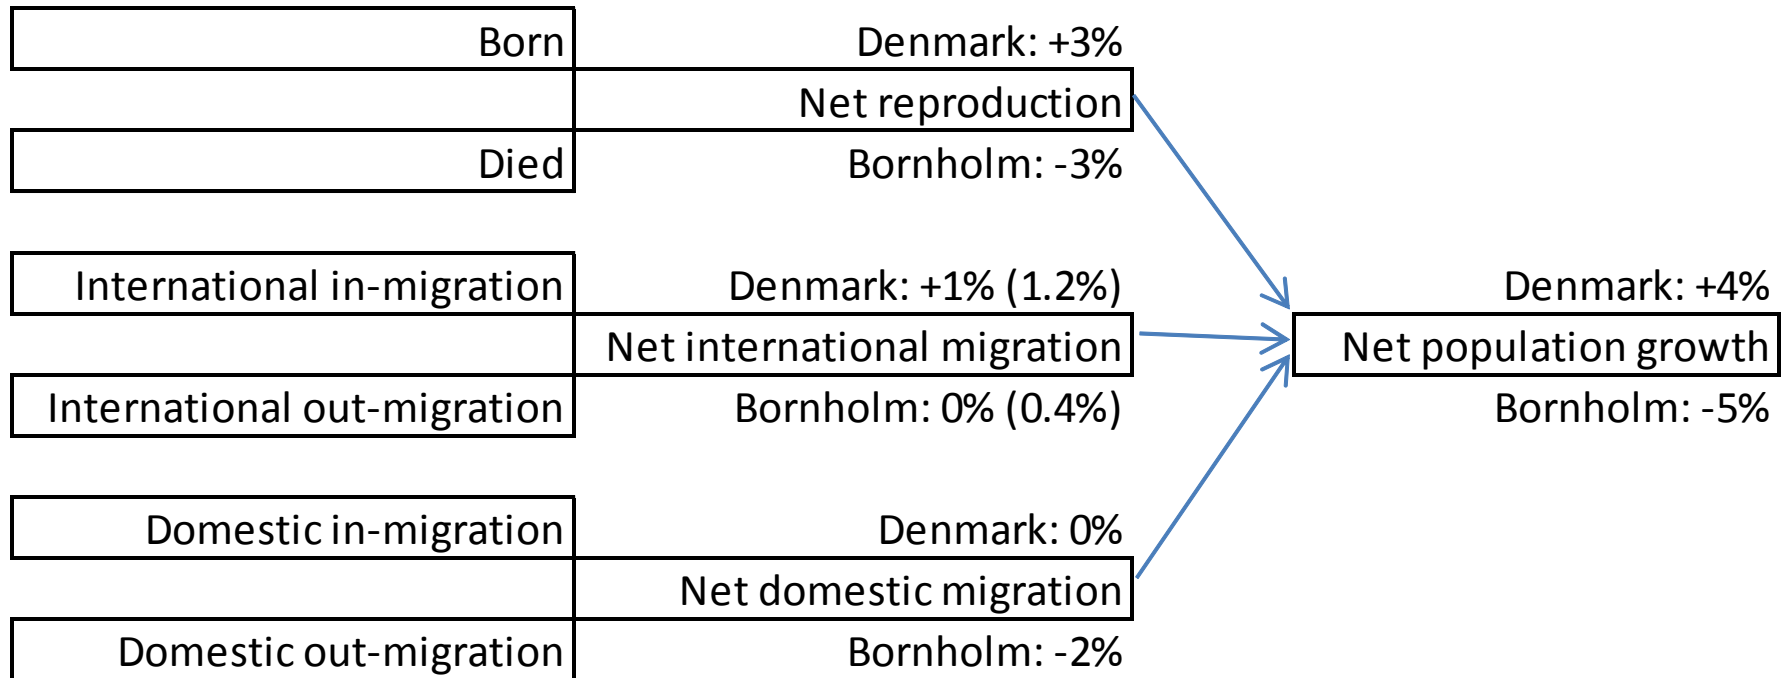 Born
Denmark: +3%
Net reproduction
Died
Bornholm: -3%
International in-migration
Denmark: +1% (1.2%)
Denmark: +4%
Net international migration
Net population growth
International out-migration
Bornholm: 0% (0.4%)
Bornholm: -5%
Domestic in-migration
Denmark: 0%
Net domestic migration
Domestic out-migration
Bornholm: -2%